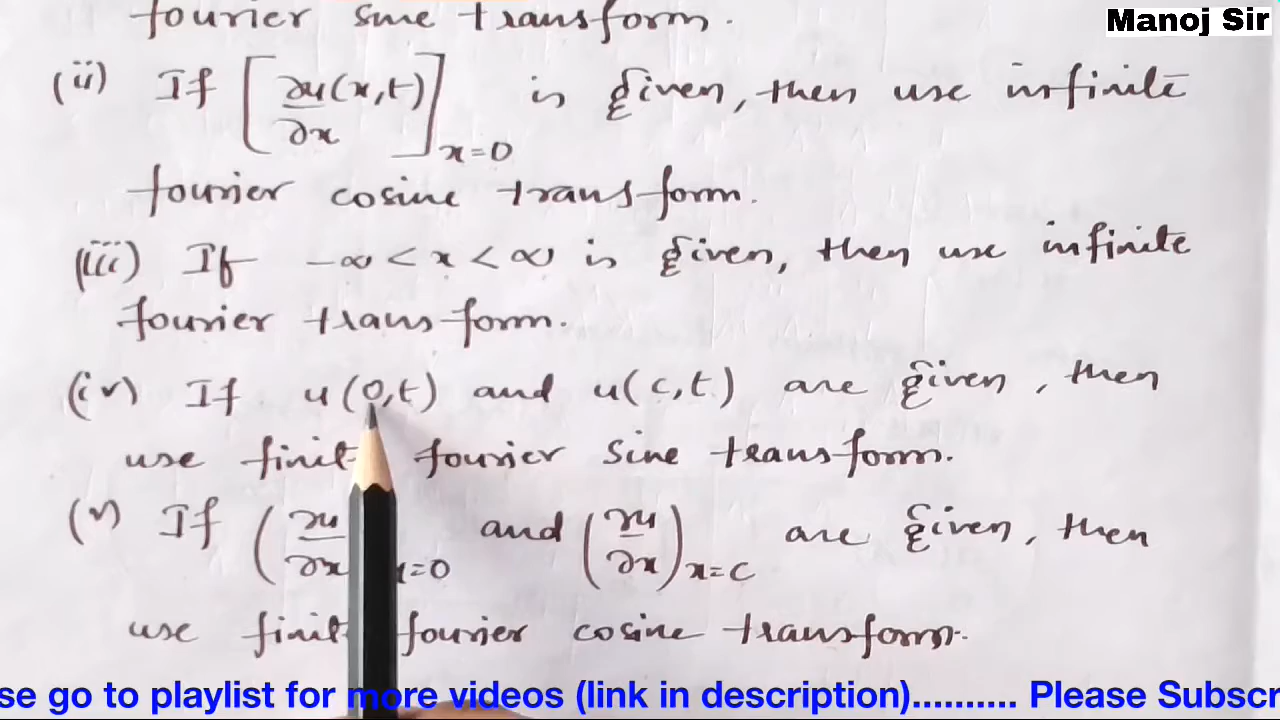 Manoj Sir
fourier sine transform.
(ii) If [∂u(x,t)/∂x]x=0 is given, then use infinite
fourier cosine transform.
(iii) If -∞ < x < ∞ is given, then use infinite
fourier transform.
(iv) If u(0,t) and u(c,t) are given, then
use finit fourier sine transform.
(v) If (∂u/∂x x=0 and (∂u/∂x)x=c are given, then
use finit fourier cosine transform.
se go to playlist for more videos (link in description).......... Please Subscr